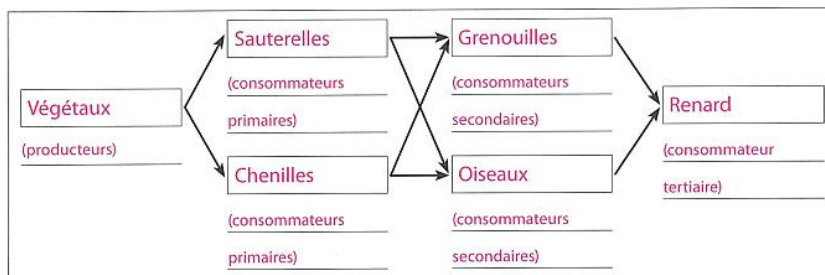 Végétaux
(producteurs)
Sauterelles
(consommateurs
primaires)
Chenilles
(consommateurs
primaires)
Grenouilles
(consommateurs
secondaires)
Oiseaux
(consommateurs
secondaires)
Renard
(consommateur
tertiaire)